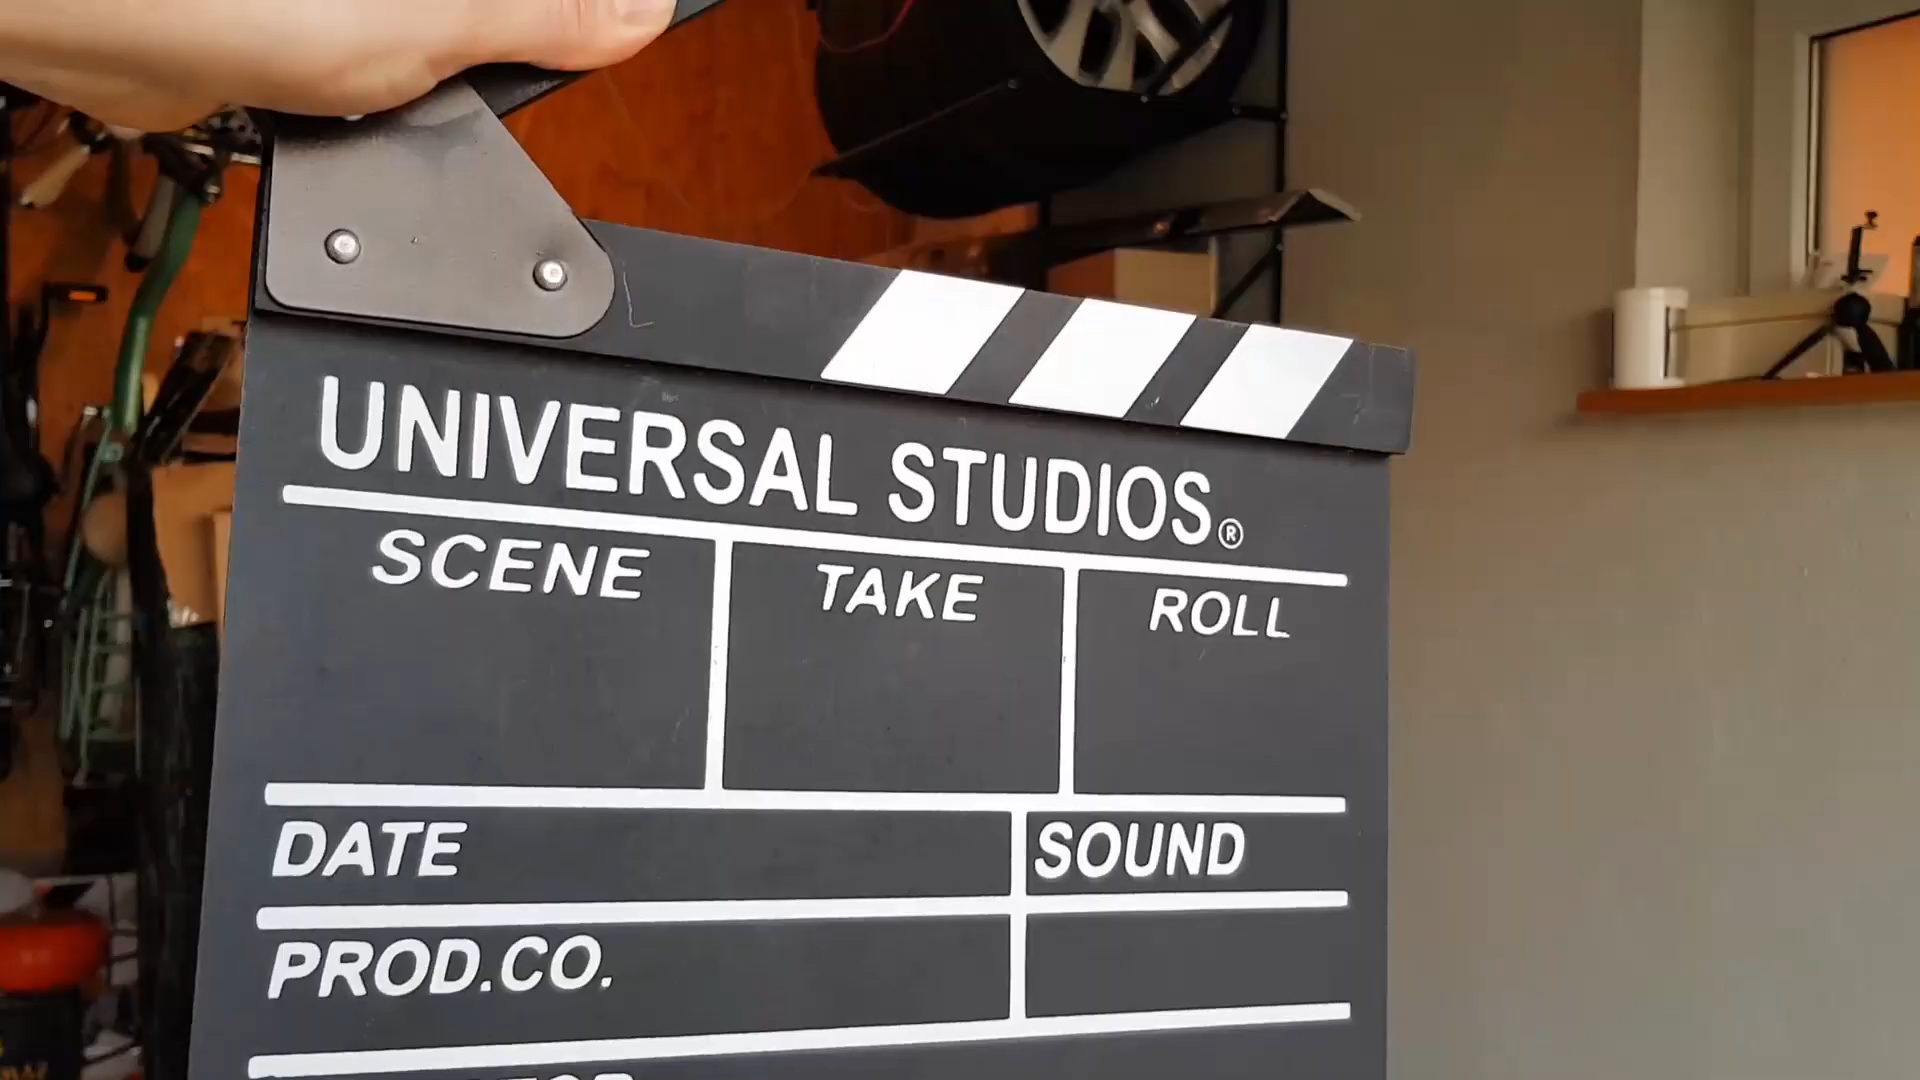 UNIVERSAL STUDIOS®
SCENE TAKE ROLL
DATE SOUND
PROD.CO.